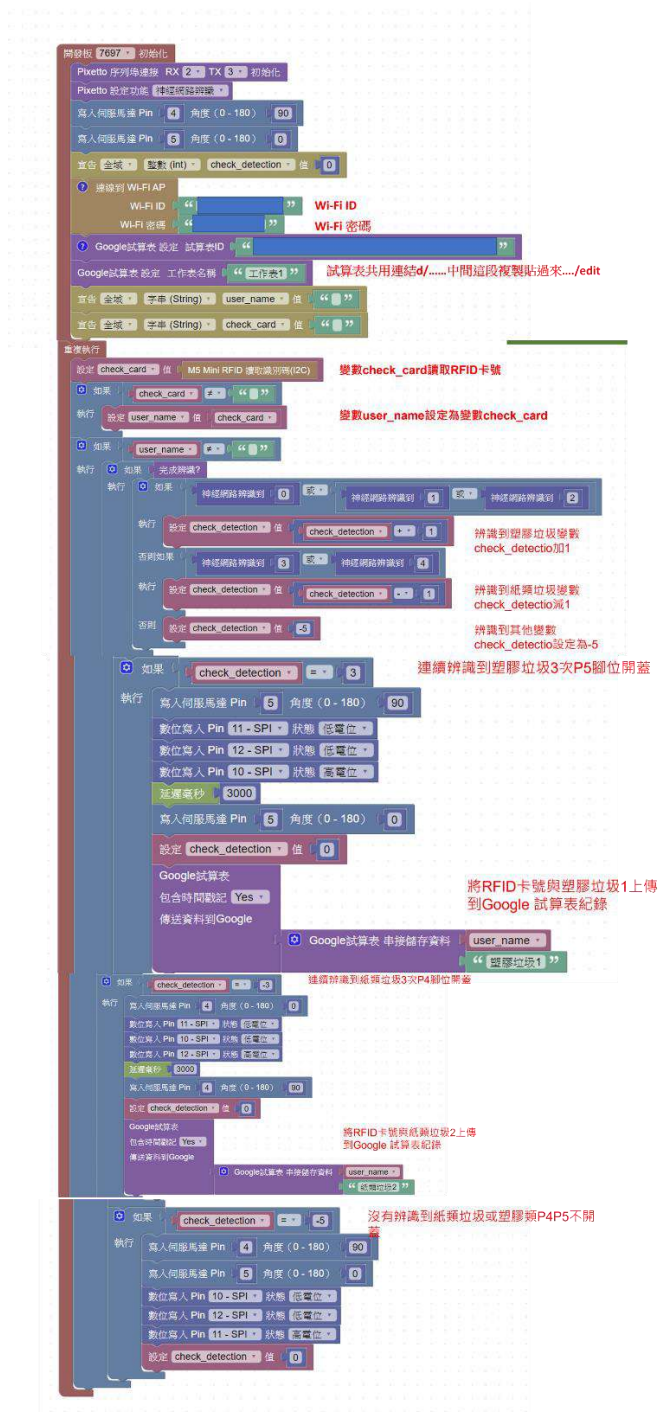 開發板 7697 初始化
Pixetto 序列埠連接 RX 2 TX 3 初始化
Pixetto 設定功能 神經網路辨識
寫入伺服馬達 Pin 4 角度 (0 - 180) 90
寫入伺服馬達 Pin 5 角度 (0 - 180) 0
宣告 全域 整數 (int) check_detection 值 0
連線到 Wi-Fi AP
Wi-Fi ID “ ” Wi-Fi ID
Wi-Fi 密碼 “ ” Wi-Fi 密碼
Google試算表 設定 試算表ID “ ”
Google試算表 設定 工作表名稱 “ 工作表1 ” 試算表共用連結d/......中間這段複製貼過來..../edit
宣告 全域 字串 (String) user_name 值 “ ”
宣告 全域 字串 (String) check_card 值 “ ”
重複執行
設定 check_card 值 M5 Mini RFID 讀取識別碼(I2C) 變數check_card讀取RFID卡號
如果 check_card ≠ “ ”
執行 設定 user_name 值 check_card 變數user_name設定為變數check_card
如果 user_name ≠ “ ”
執行 如果 完成辨識?
執行 如果 神經網路辨識到 0 或 神經網路辨識到 1 或 神經網路辨識到 2
執行 設定 check_detection 值 check_detection + 1 辨識到塑膠垃圾變數
check_detectio加1
否則如果 神經網路辨識到 3 或 神經網路辨識到 4
執行 設定 check_detection 值 check_detection - 1 辨識到紙類垃圾變數
check_detectio減1
否則 設定 check_detection 值 -5 辨識到其他變數
check_detectio設定為-5
如果 check_detection = 3 連續辨識到塑膠垃圾3次P5腳位開蓋
執行 寫入伺服馬達 Pin 5 角度 (0 - 180) 90
數位寫入 Pin 11 - SPI 狀態 低電位
數位寫入 Pin 12 - SPI 狀態 低電位
數位寫入 Pin 10 - SPI 狀態 高電位
延遲毫秒 3000
寫入伺服馬達 Pin 5 角度 (0 - 180) 0
設定 check_detection 值 0
Google試算表
包含時間戳記 Yes
傳送資料到Google
將RFID卡號與塑膠垃圾1上傳
到Google 試算表紀錄
Google試算表 串接儲存資料 user_name
“ 塑膠垃圾1 ”
如果 check_detection = -3 連續辨識到紙類垃圾3次P4腳位開蓋
執行 寫入伺服馬達 Pin 4 角度 (0 - 180) 0
數位寫入 Pin 11 - SPI 狀態 低電位
數位寫入 Pin 10 - SPI 狀態 低電位
數位寫入 Pin 12 - SPI 狀態 高電位
延遲毫秒 3000
寫入伺服馬達 Pin 4 角度 (0 - 180) 90
設定 check_detection 值 0
Google試算表
包含時間戳記 Yes
傳送資料到Google
將RFID卡號與紙類垃圾2上傳
到Google 試算表紀錄
Google試算表 串接儲存資料 user_name
“ 紙類垃圾2 ”
如果 check_detection = -5 沒有辨識到紙類垃圾或塑膠類P4P5不開
蓋
執行 寫入伺服馬達 Pin 4 角度 (0 - 180) 90
寫入伺服馬達 Pin 5 角度 (0 - 180) 0
數位寫入 Pin 10 - SPI 狀態 低電位
數位寫入 Pin 12 - SPI 狀態 低電位
數位寫入 Pin 11 - SPI 狀態 高電位
設定 check_detection 值 0